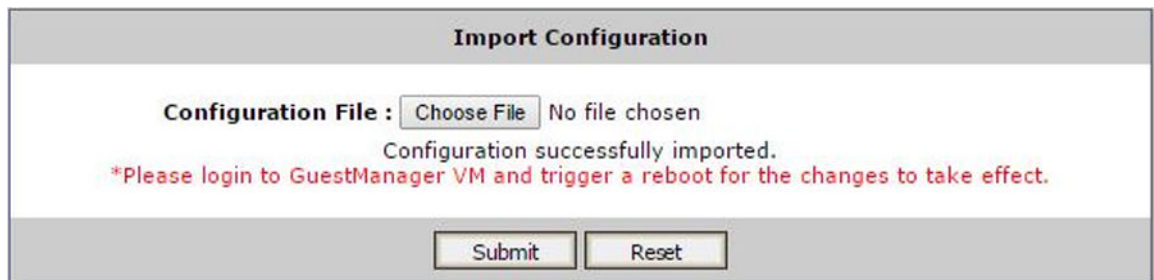 Import Configuration
Configuration File : Choose File No file chosen
Configuration successfully imported.
*Please login to GuestManager VM and trigger a reboot for the changes to take effect.
Submit Reset